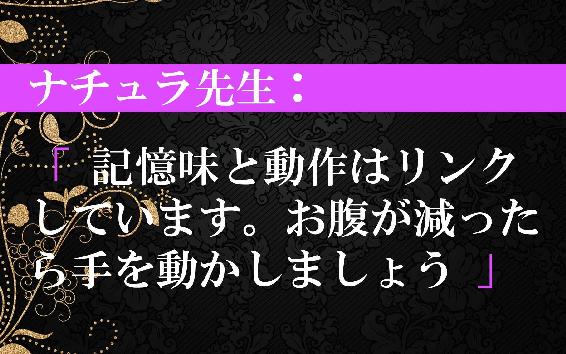 ナチュラ先生：
「 記憶味と動作はリンク
しています。お腹が減った
ら手を動かしましょう 」